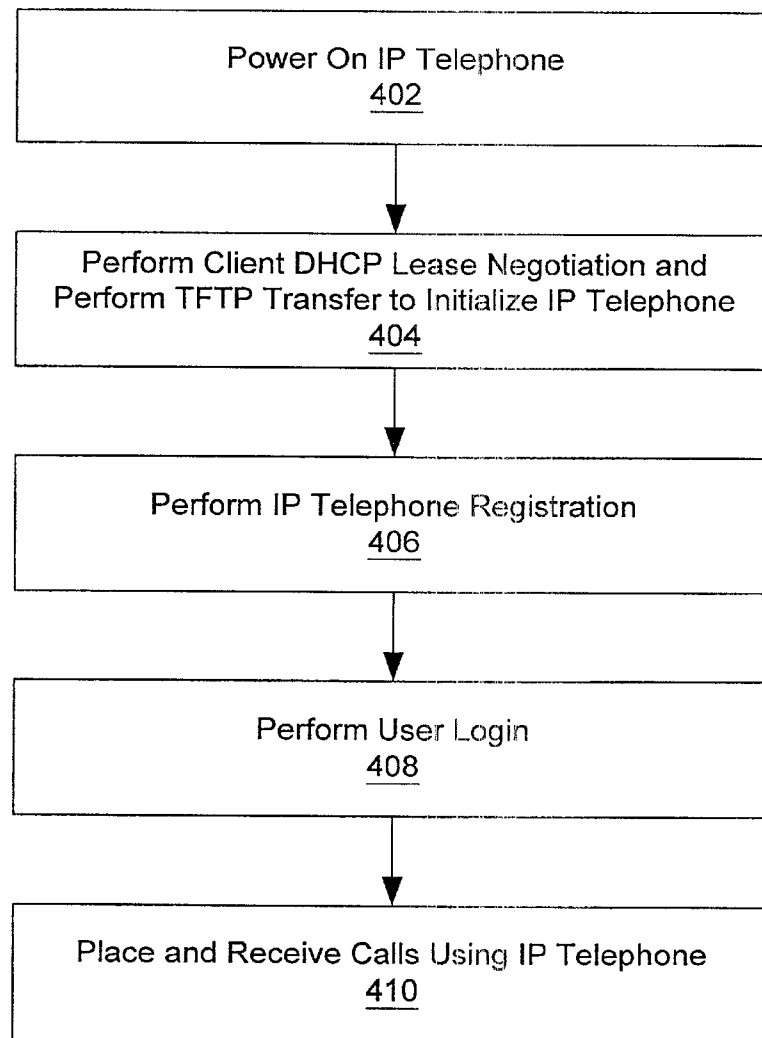 Power On IP Telephone
402
Perform Client DHCP Lease Negotiation and
Perform TFTP Transfer to Initialize IP Telephone
404
Perform IP Telephone Registration
406
Perform User Login
408
Place and Receive Calls Using IP Telephone
410